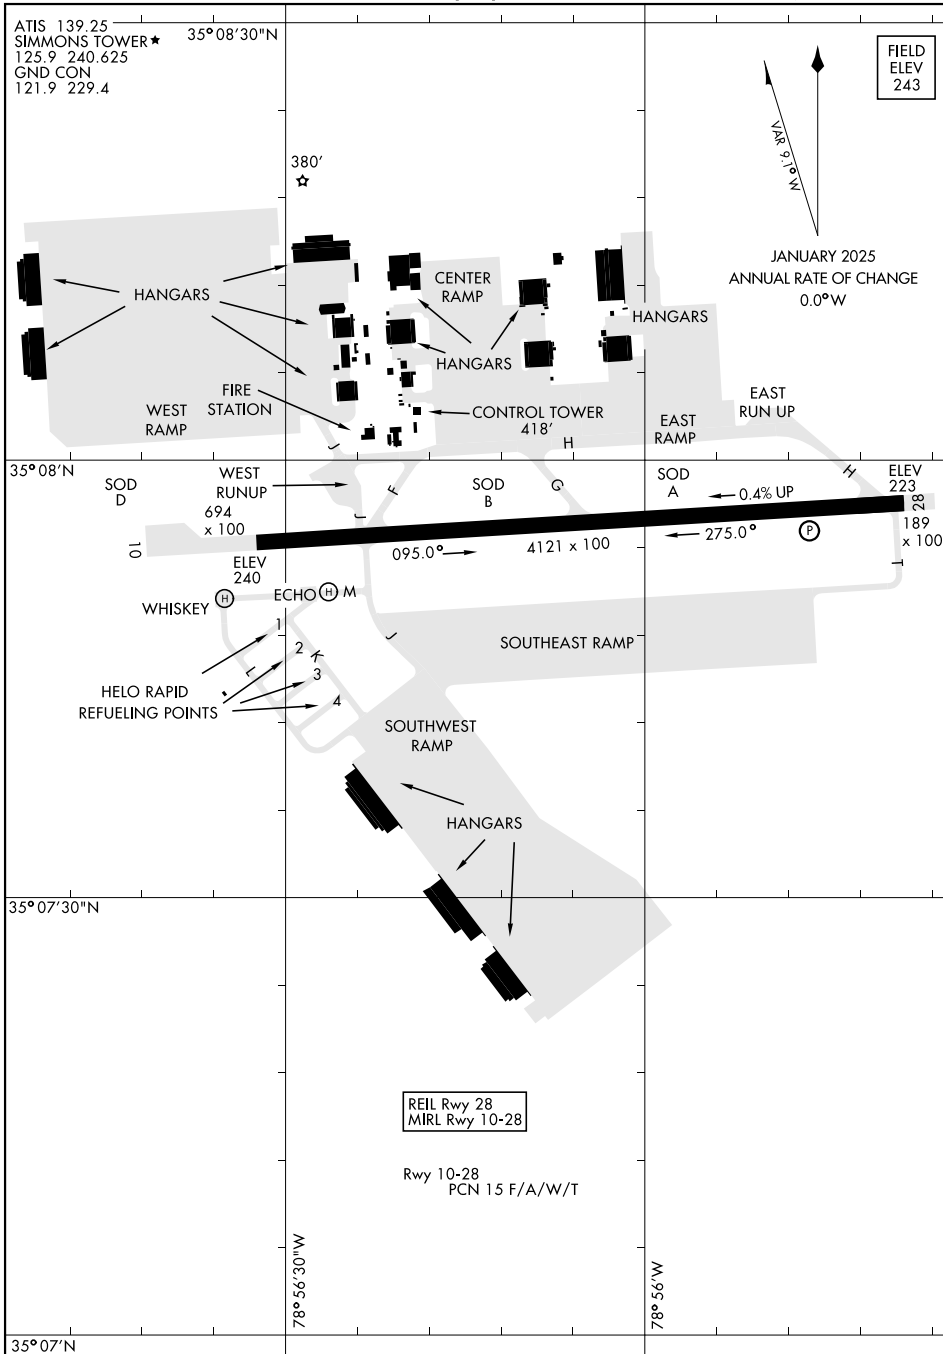 ATIS 139.25
SIMMONS TOWER★
125.9 240.625
GND CON
121.9 229.4
35°08'30"N
FIELD
ELEV
243
VAR 9.1° W
JANUARY 2025
ANNUAL RATE OF CHANGE
0.0°W
380'
HANGARS
CENTER
RAMP
HANGARS
HANGARS
FIRE
STATION
WEST
RAMP
CONTROL TOWER
418'
EAST
RUN UP
EAST
RAMP
H
J
35°08'N
SOD
D
WEST
RUNUP
694
x 100
J
F
SOD
B
G
SOD
A
0.4% UP
H
ELEV
223
28
189
x 100
10
ELEV
240
095.0°
4121 x 100
275.0°
P
I
WHISKEY
H
ECHO
H
M
1
2
K
3
4
L
J
SOUTHEAST RAMP
HELO RAPID
REFUELING POINTS
SOUTHWEST
RAMP
HANGARS
35°07'30"N
REIL Rwy 28
MIRL Rwy 10-28
Rwy 10-28
PCN 15 F/A/W/T
78°56'30"W
78°56'W
35°07'N